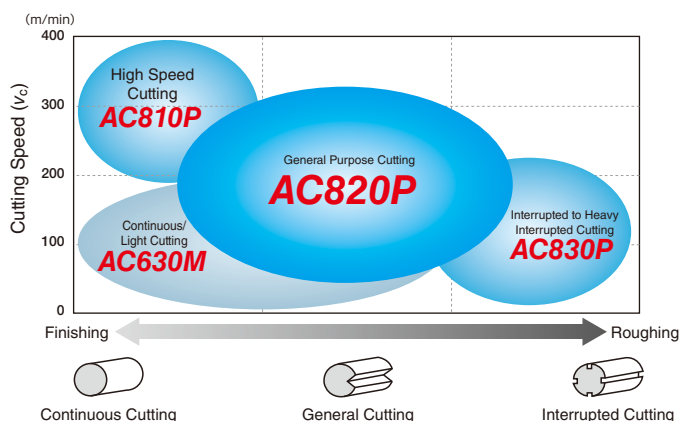 (m/min)
400
300
200
100
0
Cutting Speed (vc)
High Speed
Cutting
AC810P
General Purpose Cutting
AC820P
Continuous/
Light Cutting
AC630M
Interrupted to Heavy
Interrupted Cutting
AC830P
Finishing
Roughing
Continuous Cutting
General Cutting
Interrupted Cutting